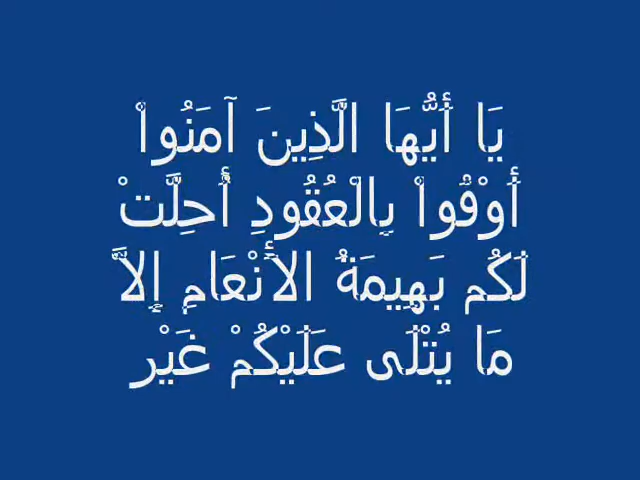 يَا أَيُّهَا الَّذِينَ آمَنُواْ
أَوْفُواْ بِالْعُقُودِ أُحِلَّتْ
لَكُم بَهِيمَةُ الأَنْعَامِ إِلاَّ
مَا يُتْلَى عَلَيْكُمْ غَيْر